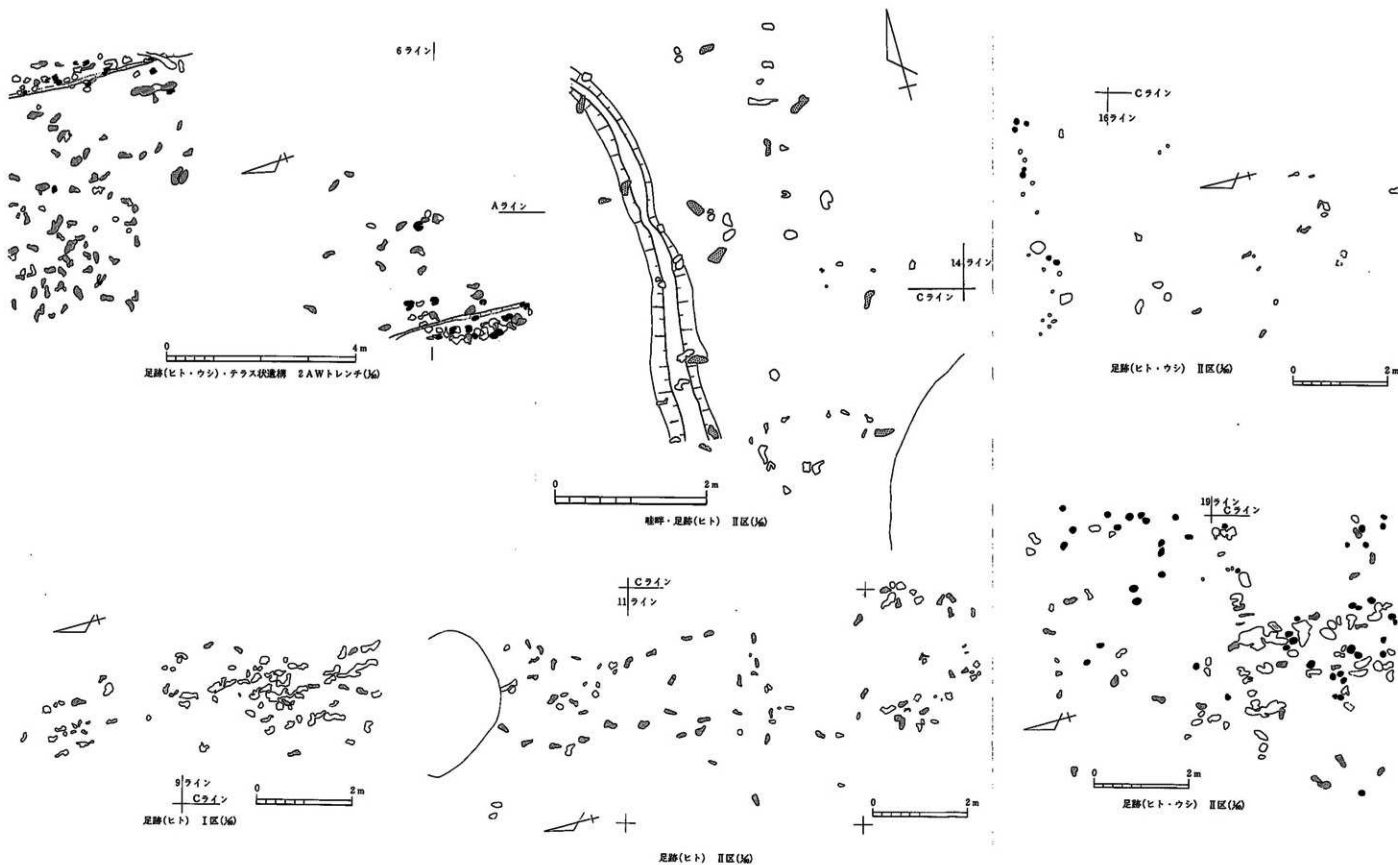 6ライン
Aライン
0 4m
足跡(ヒト・ウシ)・テラス状遺構 2AWトレンチ
14ライン
Cライン
0 2m
畦畔・足跡(ヒト) Ⅱ区
Cライン
16ライン
足跡(ヒト・ウシ) Ⅱ区
0 2m
9ライン
Cライン
0 2m
足跡(ヒト) Ⅰ区
Cライン
11ライン
0 2m
足跡(ヒト) Ⅱ区
19ライン
Cライン
0 2m
足跡(ヒト・ウシ) Ⅱ区